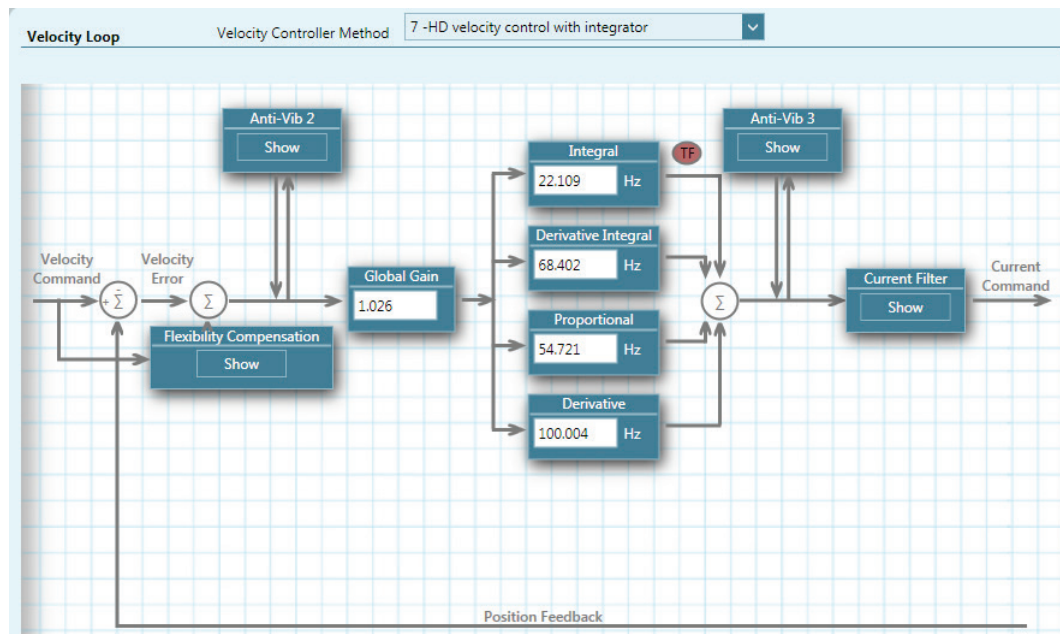 Velocity Loop
Velocity Controller Method
7 -HD velocity control with integrator
Anti-Vib 2
Show
Anti-Vib 3
Show
Integral
22.109 Hz
TF
Derivative Integral
68.402 Hz
Velocity
Command
Velocity
Error
+ - Σ
Σ
Global Gain
1.026
Σ
Current Filter
Show
Current
Command
Flexibility Compensation
Show
Proportional
54.721 Hz
Derivative
100.004 Hz
Position Feedback